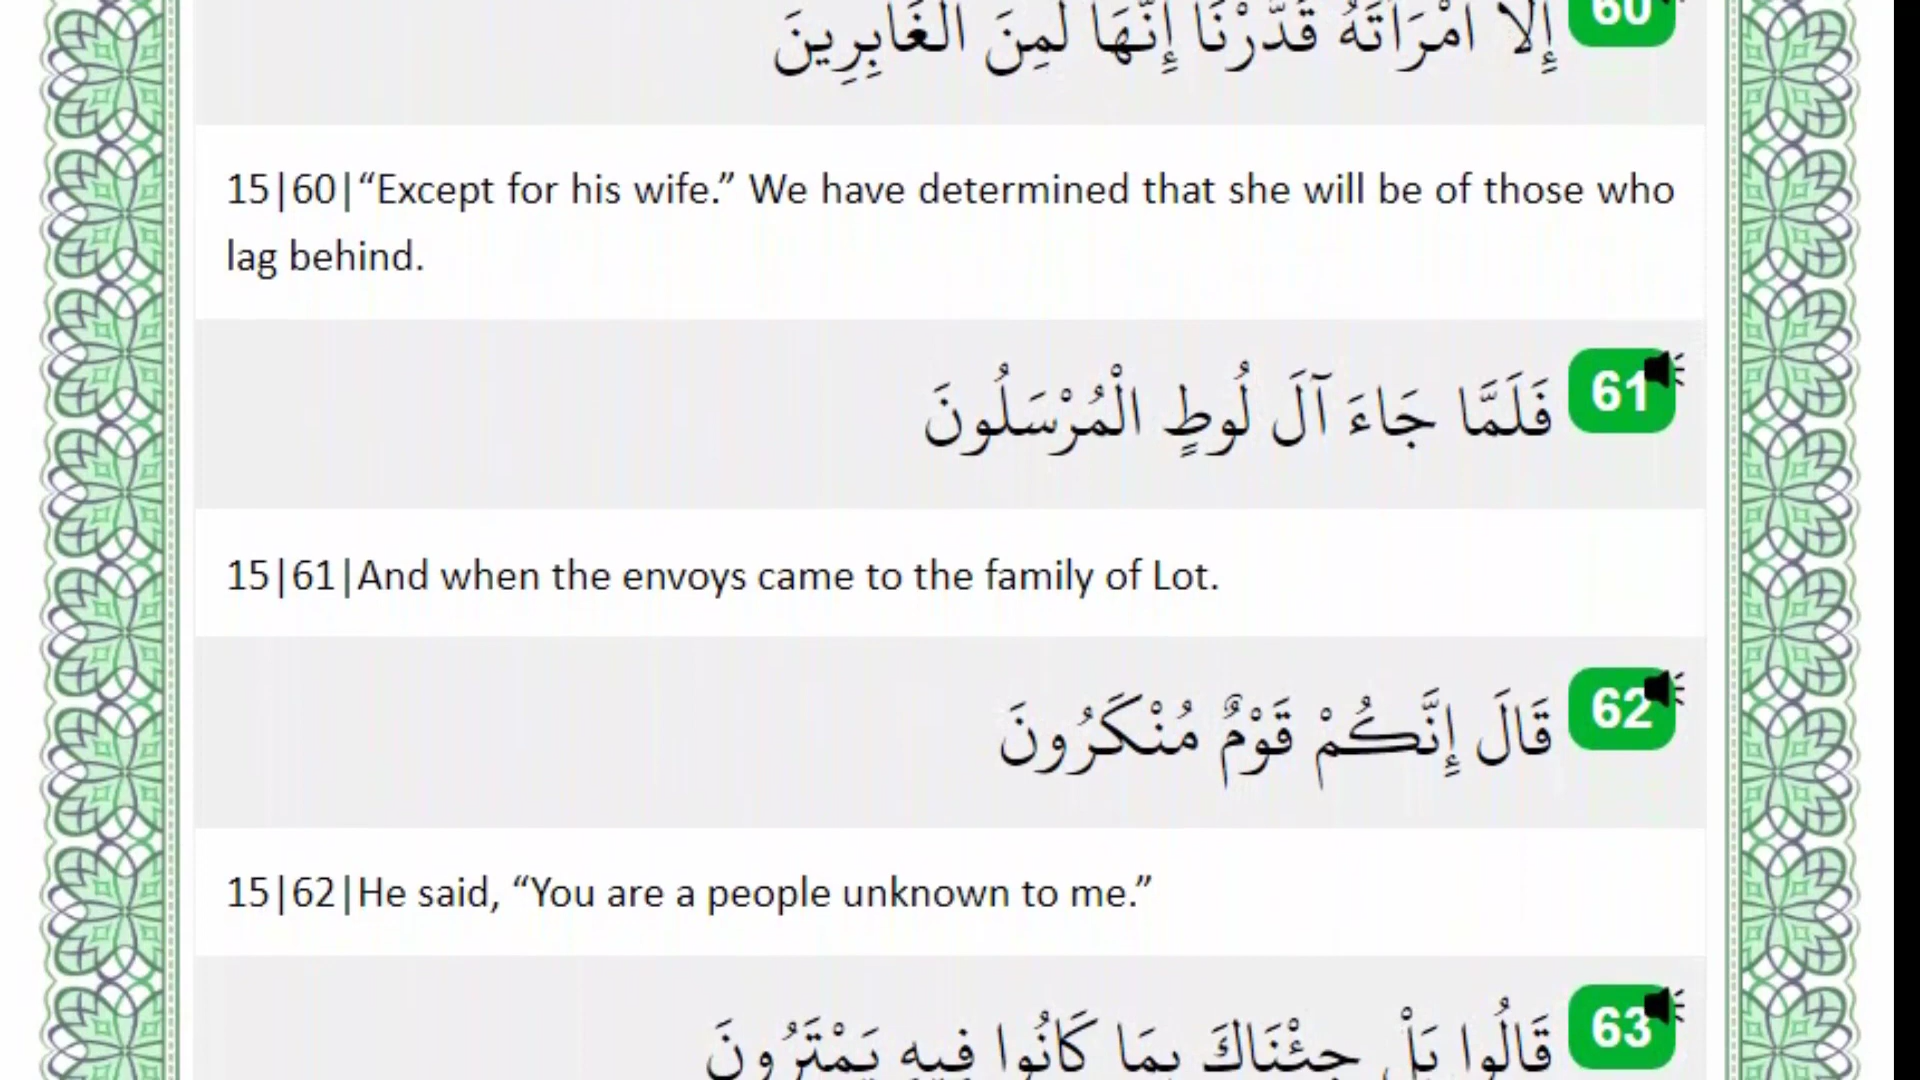 60 إِلَّا امْرَأَتَهُ قَدَّرْنَا إِنَّهَا لَمِنَ الْغَابِرِينَ
15|60|“Except for his wife.” We have determined that she will be of those who
lag behind.
61 فَلَمَّا جَاءَ آلَ لُوطٍ الْمُرْسَلُونَ
15|61|And when the envoys came to the family of Lot.
62 قَالَ إِنَّكُمْ قَوْمٌ مُنْكَرُونَ
15|62|He said, “You are a people unknown to me.”
63 قَالُوا بَلْ جِئْنَاكَ بِمَا كَانُوا فِيهِ يَمْتَرُونَ